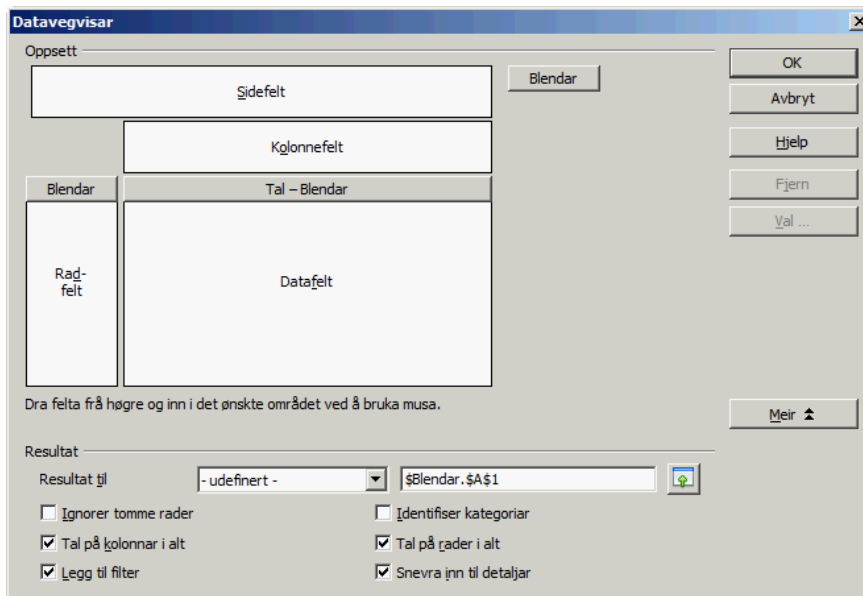 Datavegvisar
Oppsett
Sidefelt
Blendar
OK
Avbryt
Kolonnefelt
Hjelp
Blendar
Tal – Blendar
Fjern
Val ...
Rad-
felt
Datafelt
Dra felta frå høgre og inn i det ønskte området ved å bruka musa.
Meir
Resultat
Resultat til
- udefinert -
$Blendar.$A$1
Ignorer tomme rader
Identifiser kategoriar
Tal på kolonnar i alt
Tal på rader i alt
Legg til filter
Snevra inn til detaljar